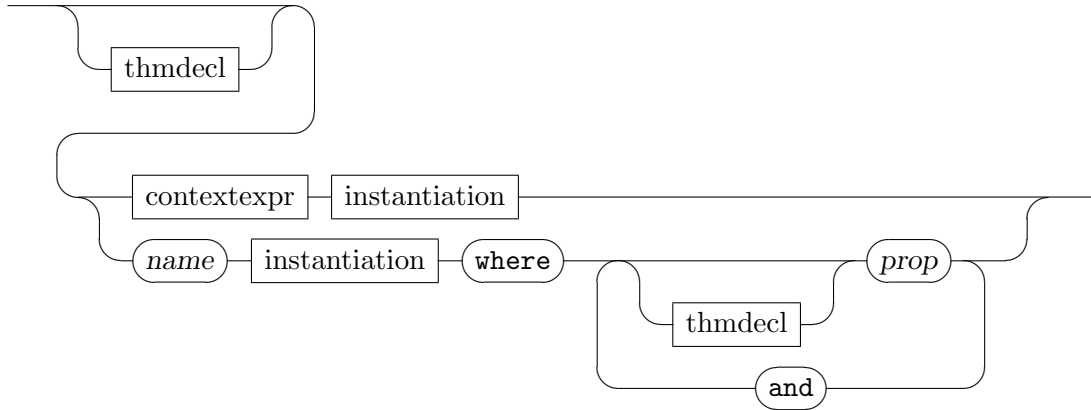 thmdecl
contextexpr instantiation
name instantiation where prop
thmdecl
and